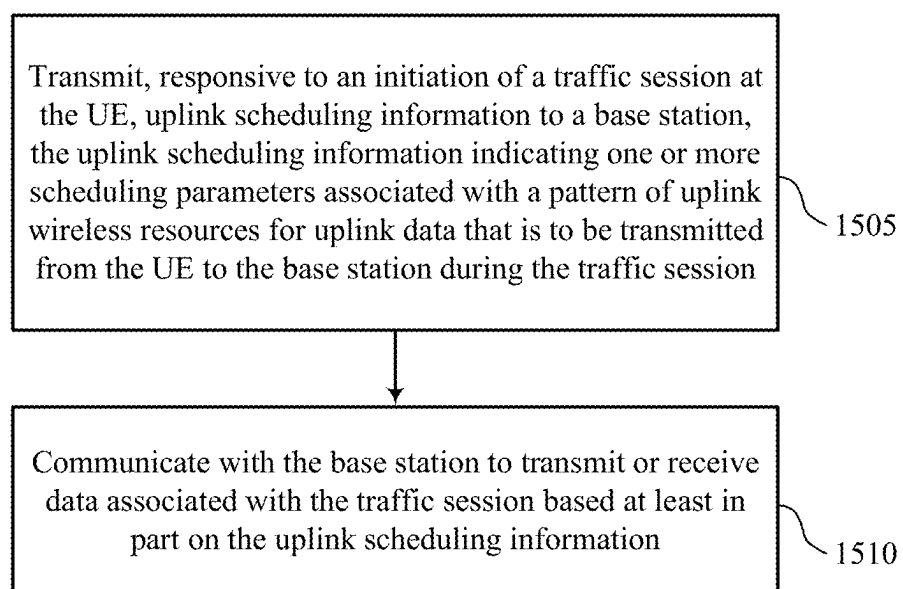 Transmit, responsive to an initiation of a traffic session at
the UE, uplink scheduling information to a base station,
the uplink scheduling information indicating one or more
scheduling parameters associated with a pattern of uplink
wireless resources for uplink data that is to be transmitted
from the UE to the base station during the traffic session
1505
Communicate with the base station to transmit or receive
data associated with the traffic session based at least in
part on the uplink scheduling information
1510